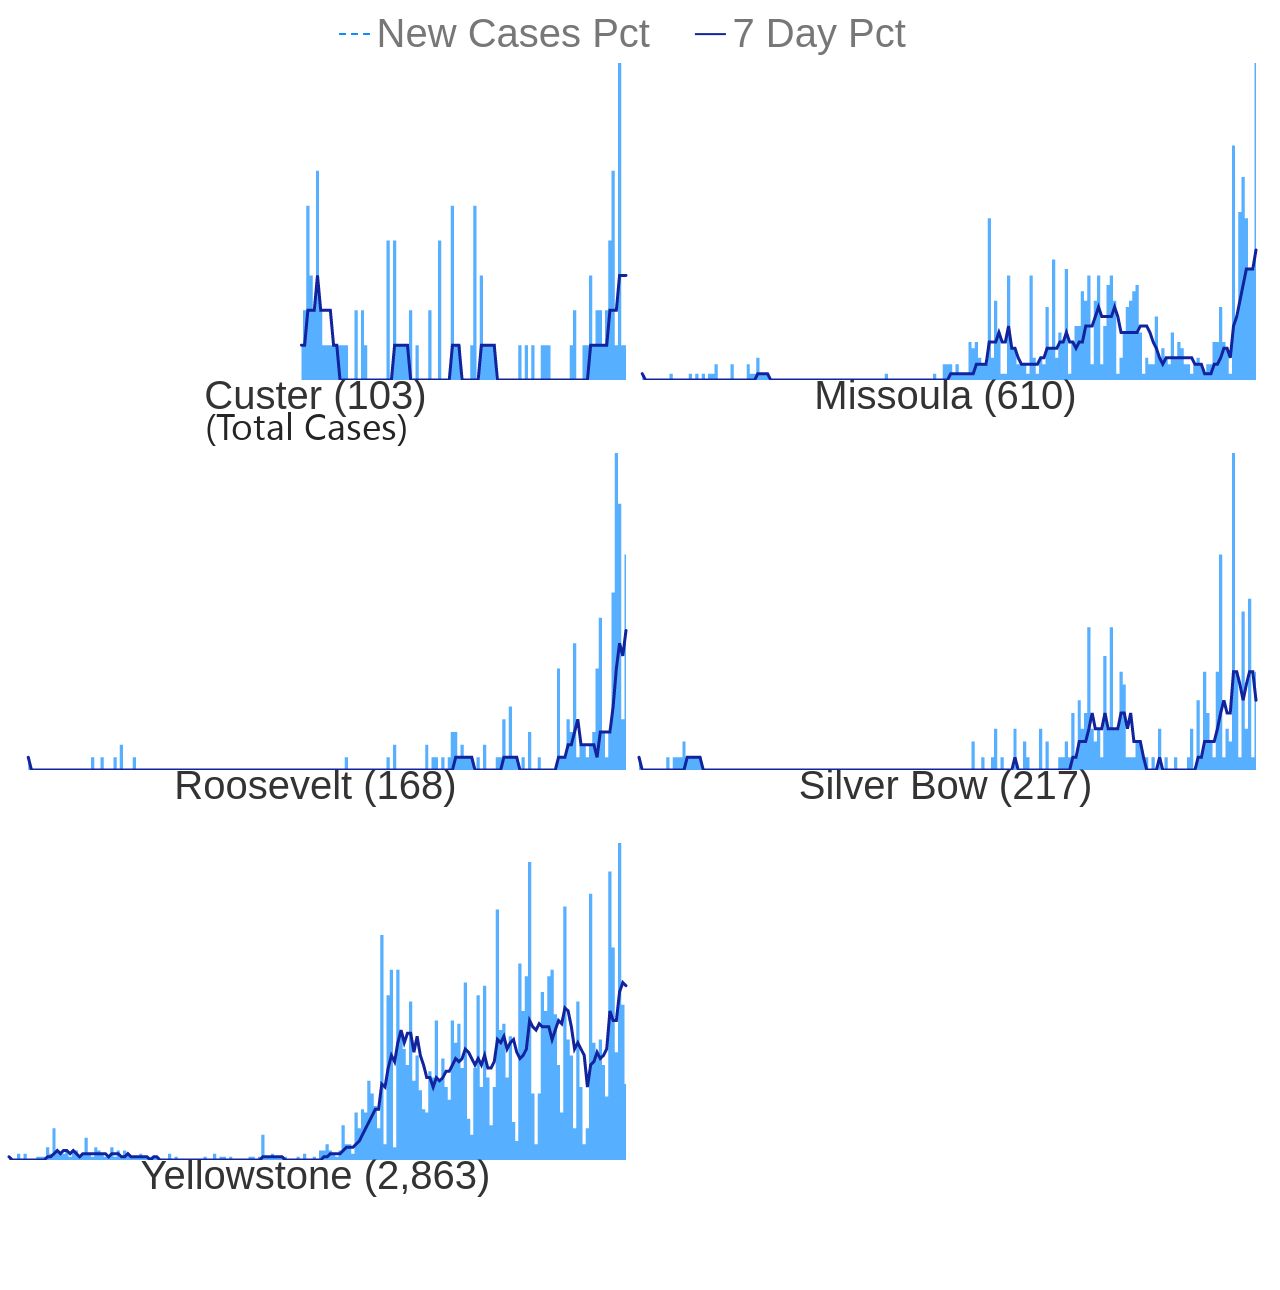 New Cases Pct 7 Day Pct
Custer (103) Missoula (610)
(Total Cases)
Roosevelt (168) Silver Bow (217)
Yellowstone (2,863)